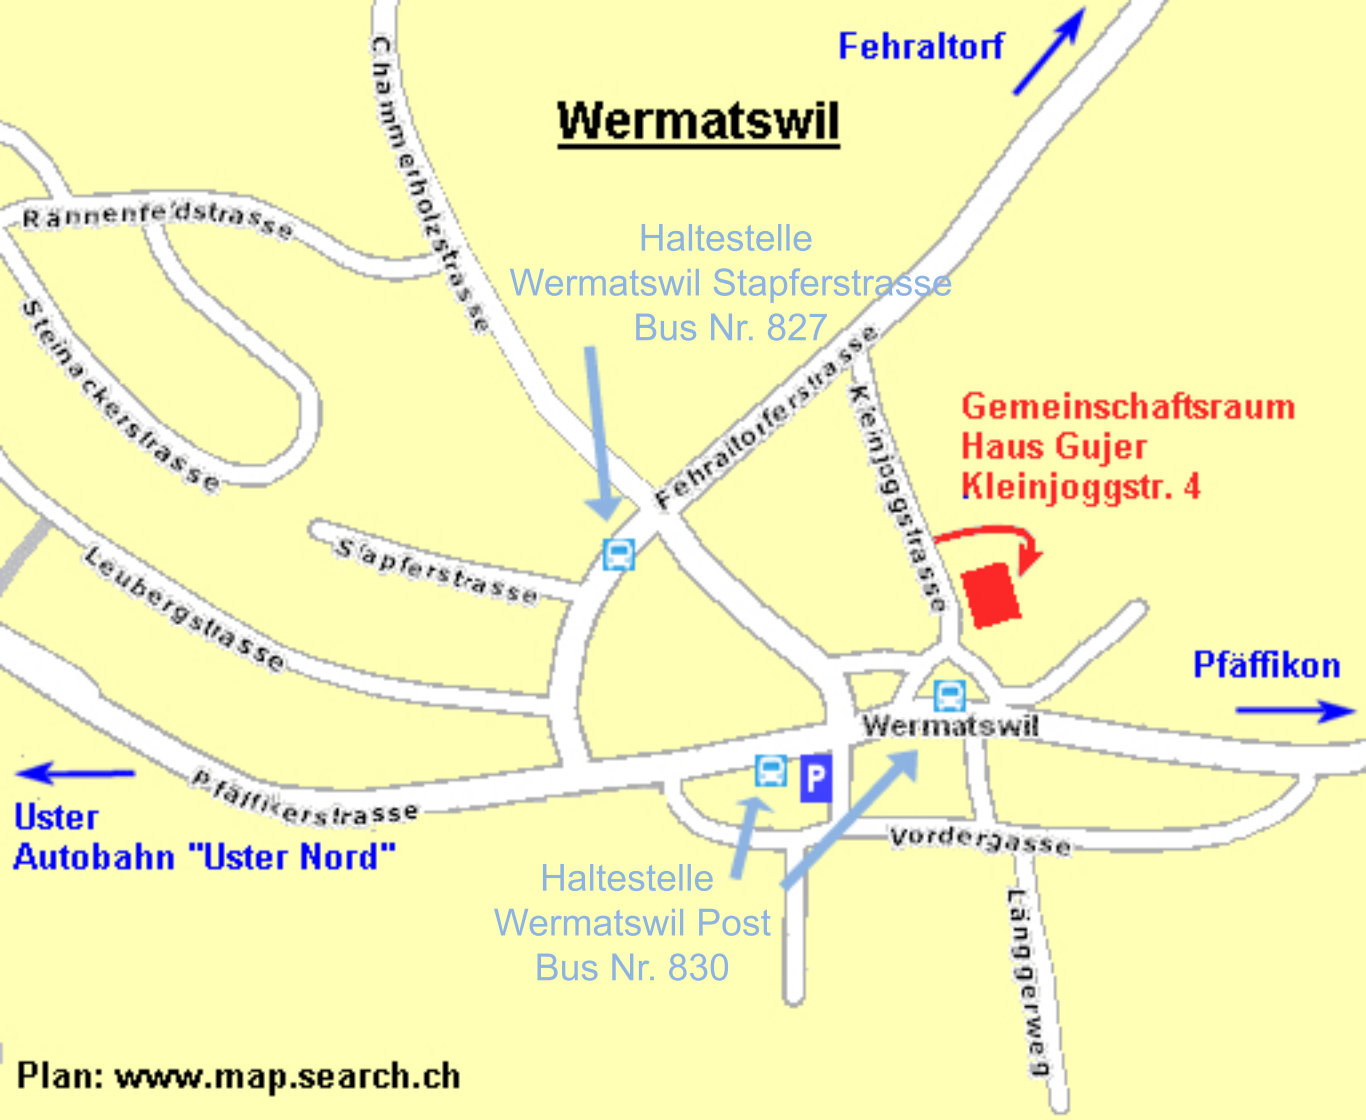 Fehraltorf
Wermatswil
Chammerholzstrasse
Rännenfeldstrasse
Haltestelle
Wermatswil Stapferstrasse
Bus Nr. 827
Steinackerstrasse
Fehraltorferstrasse
Kleinjoggstrasse
Gemeinschaftsraum
Haus Gujer
Kleinjoggstr. 4
Stapferstrasse
Leubergstrasse
Pfäffikon
Wermatswil
P
Pfäffikerstrasse
Uster
Autobahn "Uster Nord"
Vordergasse
Haltestelle
Wermatswil Post
Bus Nr. 830
Länggerweg
Plan: www.map.search.ch